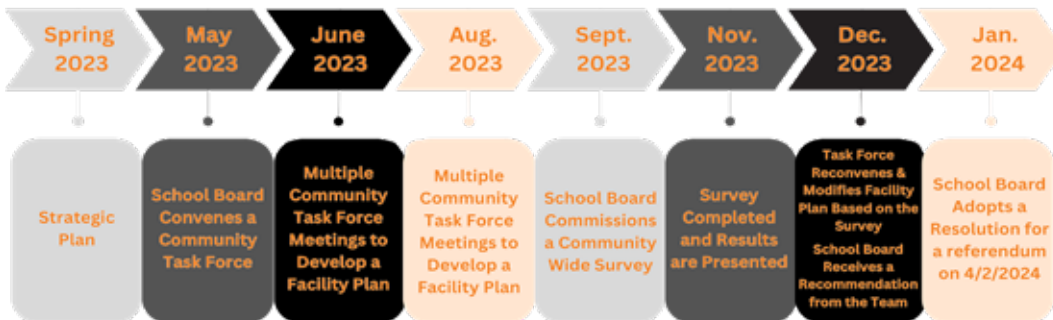 Spring
2023
May
2023
June
2023
Aug.
2023
Sept.
2023
Nov.
2023
Dec.
2023
Jan.
2024
Strategic
Plan
School Board
Convenes a
Community
Task Force
Multiple
Community
Task Force
Meetings to
Develop a
Facility Plan
Multiple
Community
Task Force
Meetings to
Develop a
Facility Plan
School Board
Commissions
a Community
Wide Survey
Survey
Completed
and Results
are Presented
Task Force
Reconvenes &
Modifies Facility
Plan Based on the
Survey
School Board
Receives a
Recommendation
from the Team
School Board
Adopts a
Resolution for
a referendum
on 4/2/2024